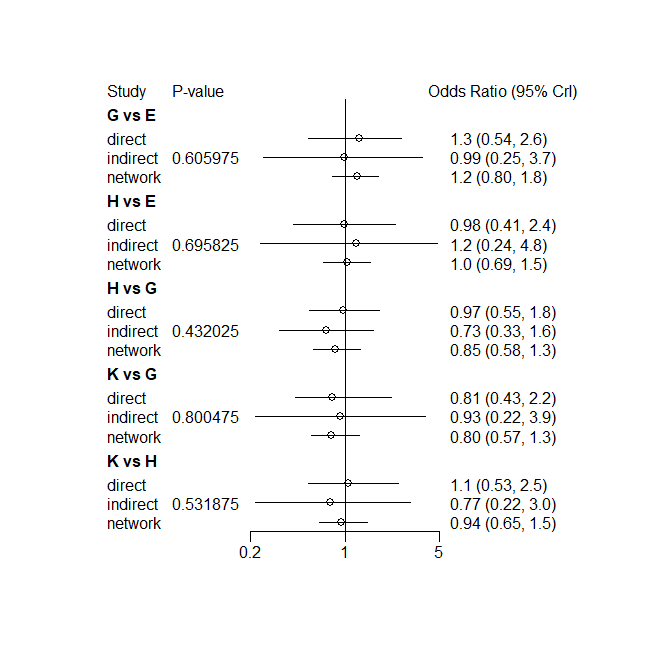 Study P-value Odds Ratio (95% CrI)
G vs E
direct 1.3 (0.54, 2.6)
indirect 0.605975 0.99 (0.25, 3.7)
network 1.2 (0.80, 1.8)
H vs E
direct 0.98 (0.41, 2.4)
indirect 0.695825 1.2 (0.24, 4.8)
network 1.0 (0.69, 1.5)
H vs G
direct 0.97 (0.55, 1.8)
indirect 0.432025 0.73 (0.33, 1.6)
network 0.85 (0.58, 1.3)
K vs G
direct 0.81 (0.43, 2.2)
indirect 0.800475 0.93 (0.22, 3.9)
network 0.80 (0.57, 1.3)
K vs H
direct 1.1 (0.53, 2.5)
indirect 0.531875 0.77 (0.22, 3.0)
network 0.94 (0.65, 1.5)
0.2 1 5